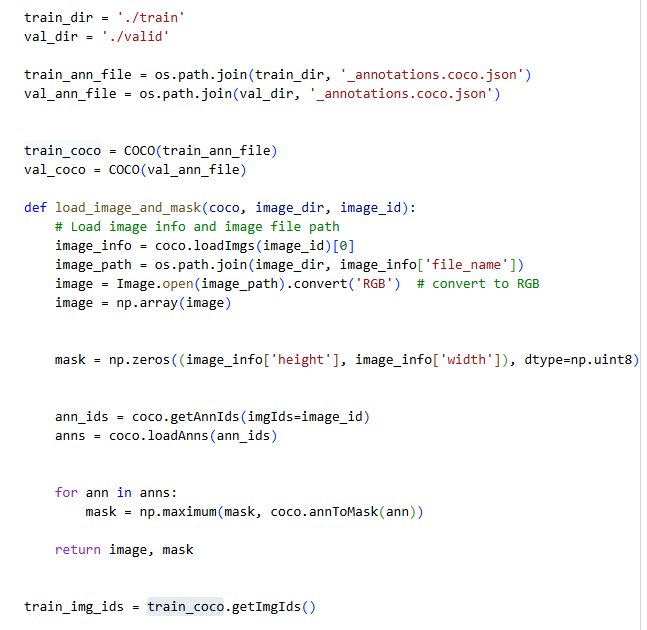 train_dir = './train'
val_dir = './valid'
train_ann_file = os.path.join(train_dir, '_annotations.coco.json')
val_ann_file = os.path.join(val_dir, '_annotations.coco.json')
train_coco = COCO(train_ann_file)
val_coco = COCO(val_ann_file)
def load_image_and_mask(coco, image_dir, image_id):
    # Load image info and image file path
    image_info = coco.loadImgs(image_id)[0]
    image_path = os.path.join(image_dir, image_info['file_name'])
    image = Image.open(image_path).convert('RGB')  # convert to RGB
    image = np.array(image)
    mask = np.zeros((image_info['height'], image_info['width']), dtype=np.uint8)
    ann_ids = coco.getAnnIds(imgIds=image_id)
    anns = coco.loadAnns(ann_ids)
    for ann in anns:
        mask = np.maximum(mask, coco.annToMask(ann))
    return image, mask
train_img_ids = train_coco.getImgIds()